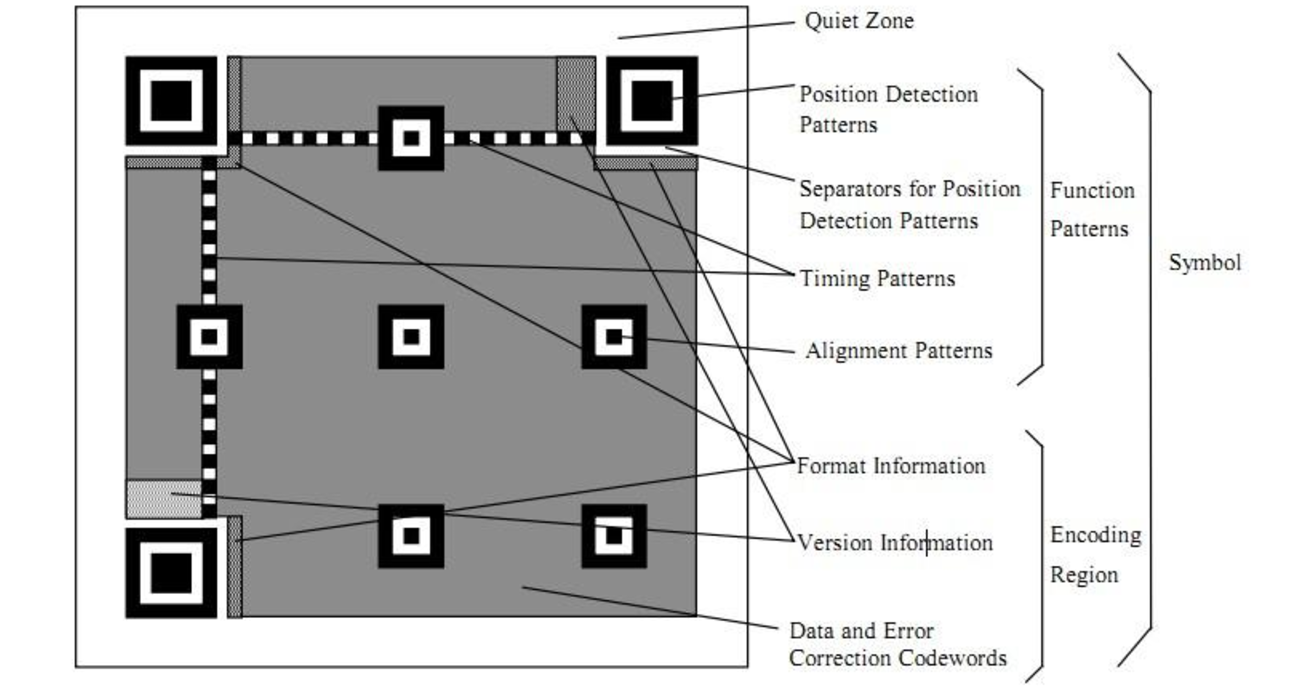 Quiet Zone
Position Detection
Patterns
Separators for Position
Detection Patterns
Timing Patterns
Alignment Patterns
Format Information
Version Information
Data and Error
Correction Codewords
Function
Patterns
Encoding
Region
Symbol